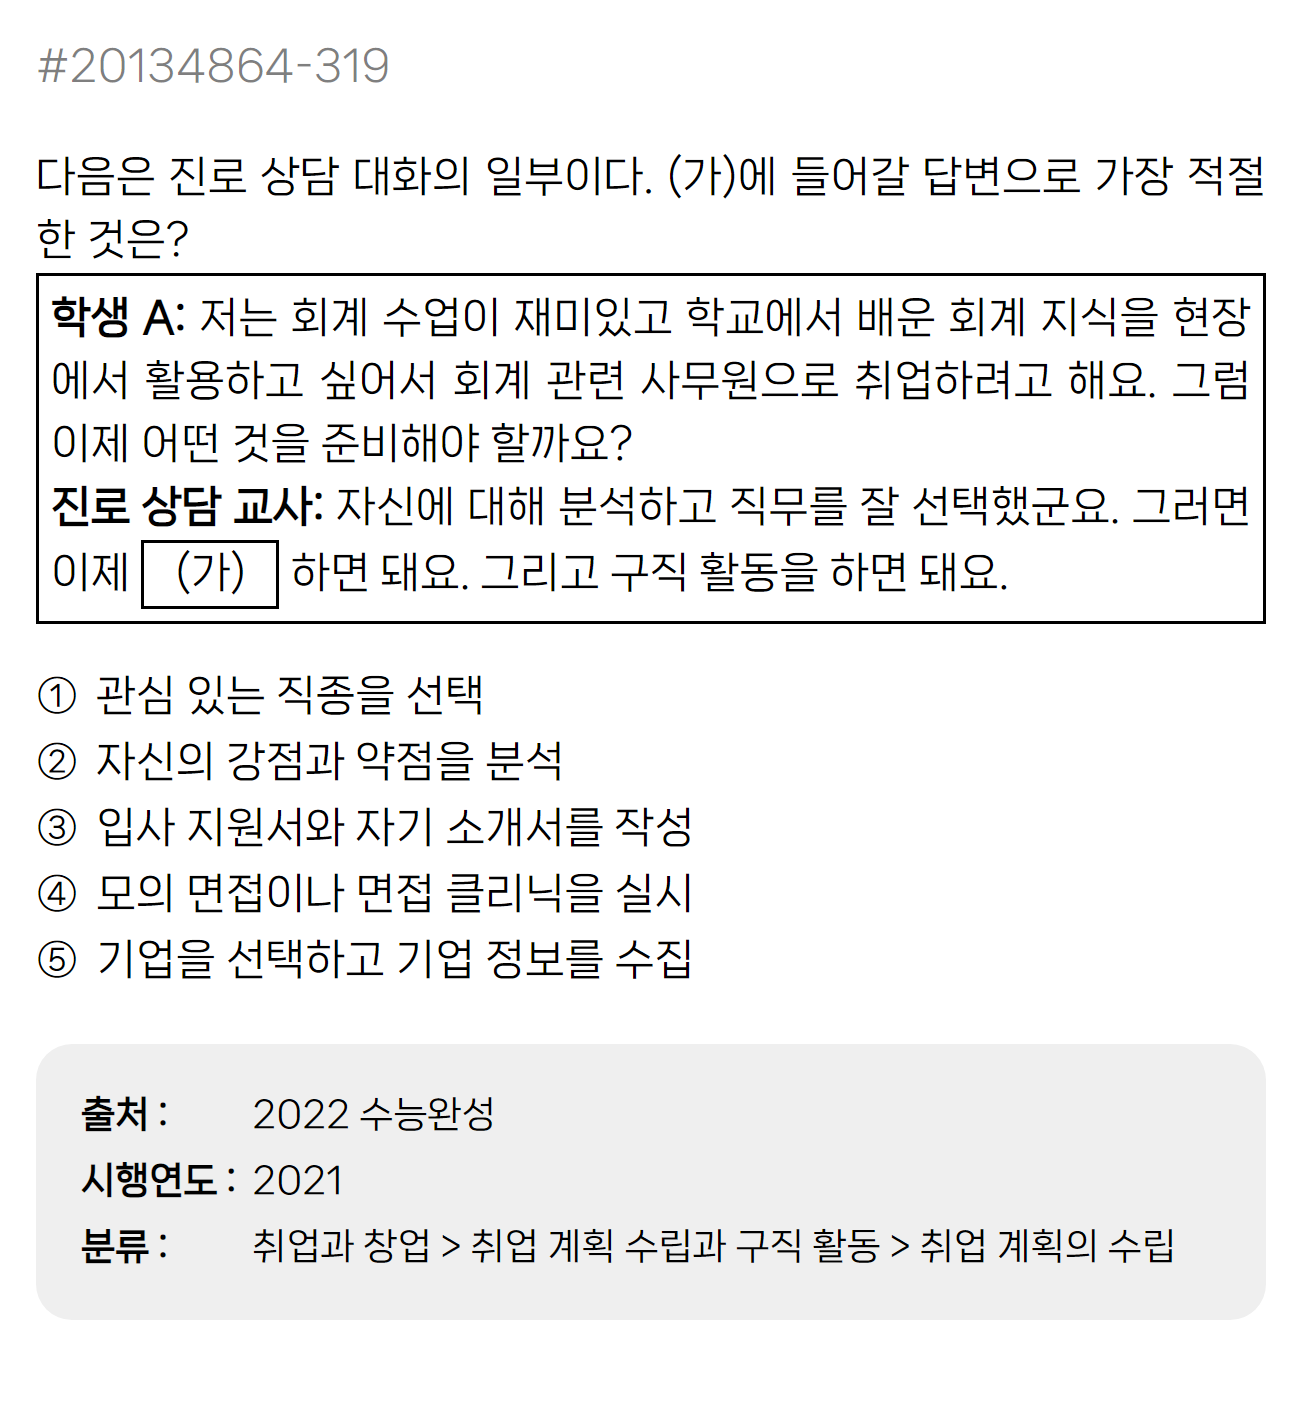 #20134864-319
다음은 진로 상담 대화의 일부이다. (가)에 들어갈 답변으로 가장 적절
한 것은?
학생 A: 저는 회계 수업이 재미있고 학교에서 배운 회계 지식을 현장
에서 활용하고 싶어서 회계 관련 사무원으로 취업하려고 해요. 그럼
이제 어떤 것을 준비해야 할까요?
진로 상담 교사: 자신에 대해 분석하고 직무를 잘 선택했군요. 그러면
이제 (가) 하면 돼요. 그리고 구직 활동을 하면 돼요.
① 관심 있는 직종을 선택
② 자신의 강점과 약점을 분석
③ 입사 지원서와 자기 소개서를 작성
④ 모의 면접이나 면접 클리닉을 실시
⑤ 기업을 선택하고 기업 정보를 수집
출처 : 2022 수능완성
시행연도 : 2021
분류 : 취업과 창업 > 취업 계획 수립과 구직 활동 > 취업 계획의 수립